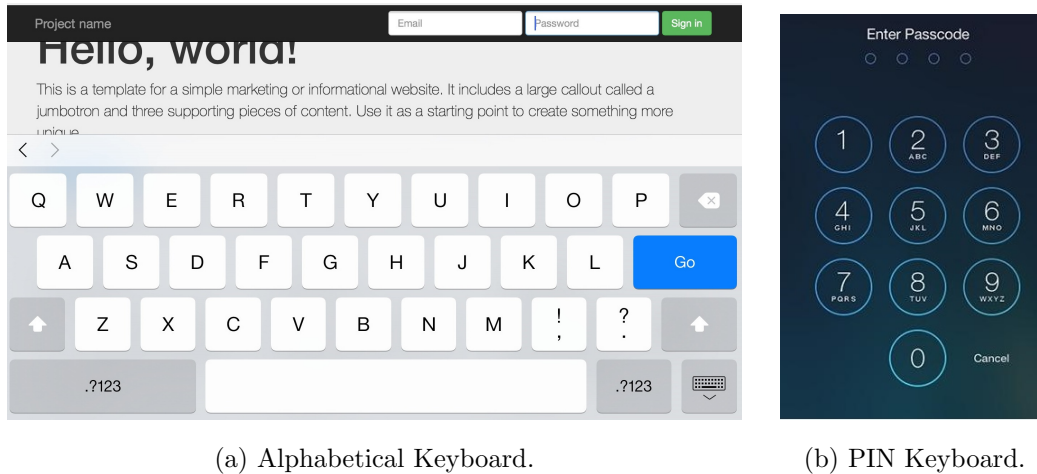 Project name Email Password Sign in
Hello, world!
This is a template for a simple marketing or informational website. It includes a large callout called a
jumbotron and three supporting pieces of content. Use it as a starting point to create something more
unique
Q W E R T Y U I O P
A S D F G H J K L Go
Z X C V B N M ! , ? .
.?123 .?123
(a) Alphabetical Keyboard.
Enter Passcode
1 2 3
ABC DEF
4 5 6
GHI JKL MNO
7 8 9
PQRS TUV WXYZ
0 Cancel
(b) PIN Keyboard.